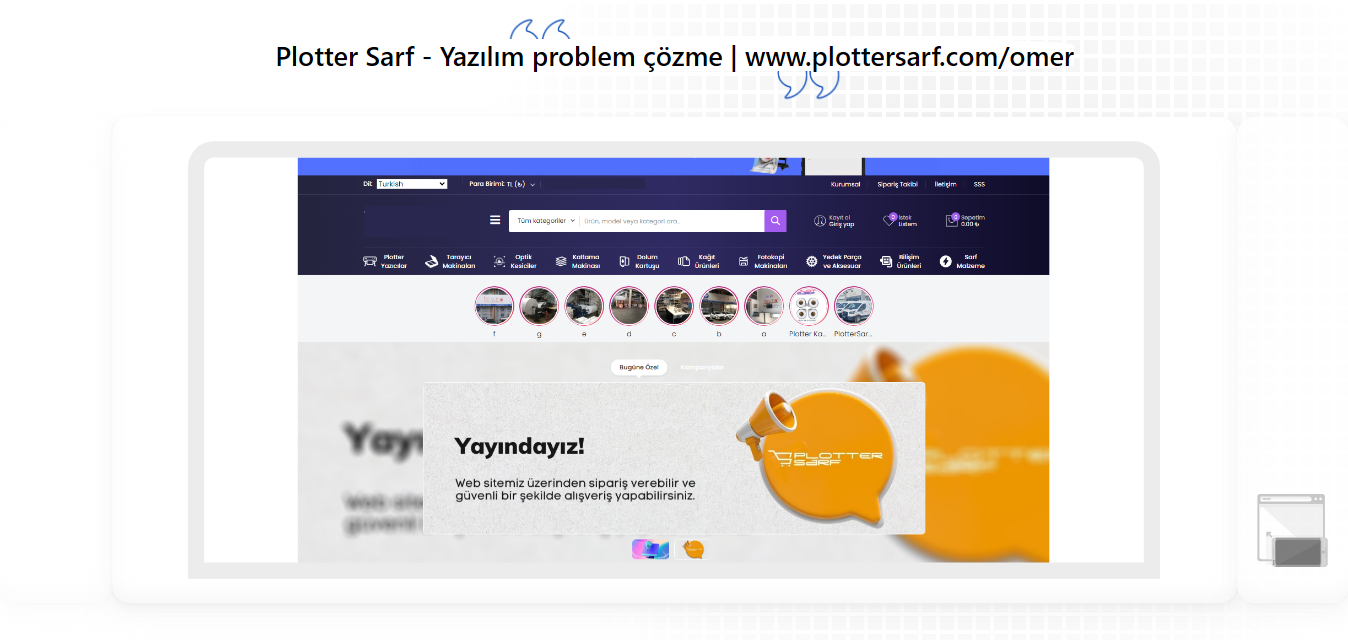 Plotter Sarf - Yazılım problem çözme | www.plottersarf.com/omer
Dil: Turkish
Para Birimi: TL (₺)
Kurumsal
Sipariş Takibi
İletişim
SSS
Tüm kategoriler
Ürün, model veya kategori ara..
Kayıt ol
Giriş yap
0
İstek
Listem
0
Sepetim
0.00 ₺
Plotter
Yazıcılar
Tarayıcı
Makinaları
Optik
Kesiciler
Katlama
Makinası
Dolum
Kartuşu
Kağıt
Ürünleri
Fotokopi
Makinaları
Yedek Parça
ve Aksesuar
Bilişim
Ürünleri
Sarf
Malzeme
f
g
e
d
c
b
a
Plotter Ka...
PlotterSar...
Bugüne Özel
Kampanyalar
Yayındayız!
Web sitemiz üzerinden sipariş verebilir ve
güvenli bir şekilde alışveriş yapabilirsiniz.
PLOTTER
SARF